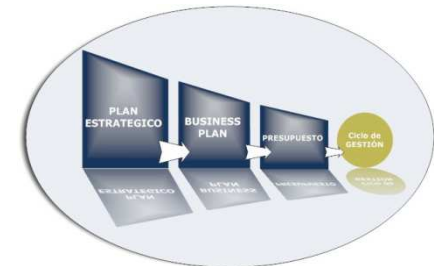 PLAN
ESTRATEGICO
BUSINESS
PLAN
PRESUPUESTO
Ciclo de
GESTIÓN